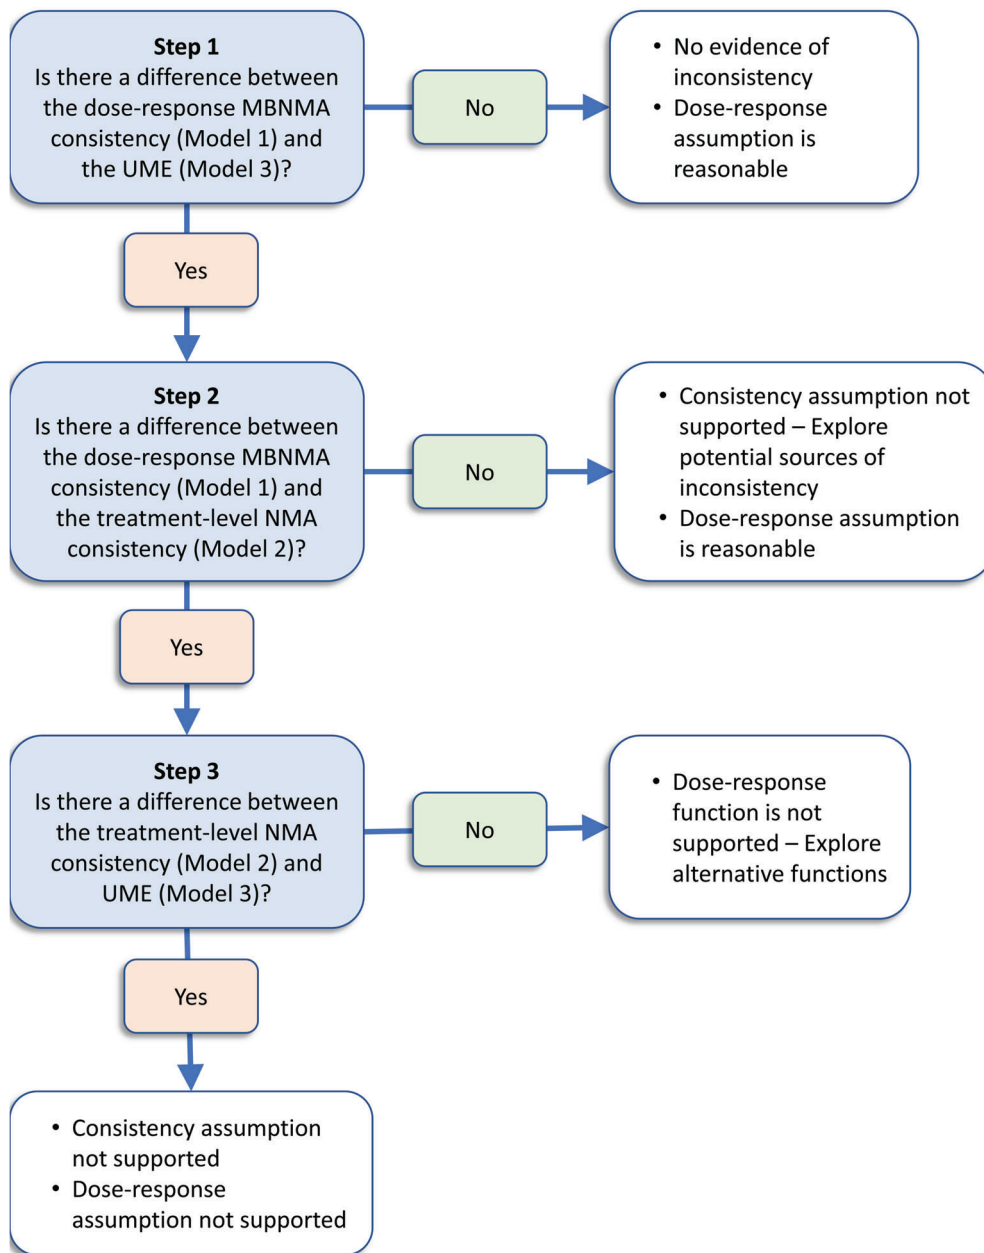 Step 1
Is there a difference between
the dose-response MBNMA
consistency (Model 1) and
the UME (Model 3)?
No
• No evidence of
inconsistency
• Dose-response
assumption is
reasonable
Yes
Step 2
Is there a difference between
the dose-response MBNMA
consistency (Model 1) and
the treatment-level NMA
consistency (Model 2)?
No
• Consistency assumption not
supported – Explore
potential sources of
inconsistency
• Dose-response assumption
is reasonable
Yes
Step 3
Is there a difference between
the treatment-level NMA
consistency (Model 2) and
UME (Model 3)?
No
• Dose-response
function is not
supported – Explore
alternative functions
Yes
• Consistency assumption
not supported
• Dose-response
assumption not supported